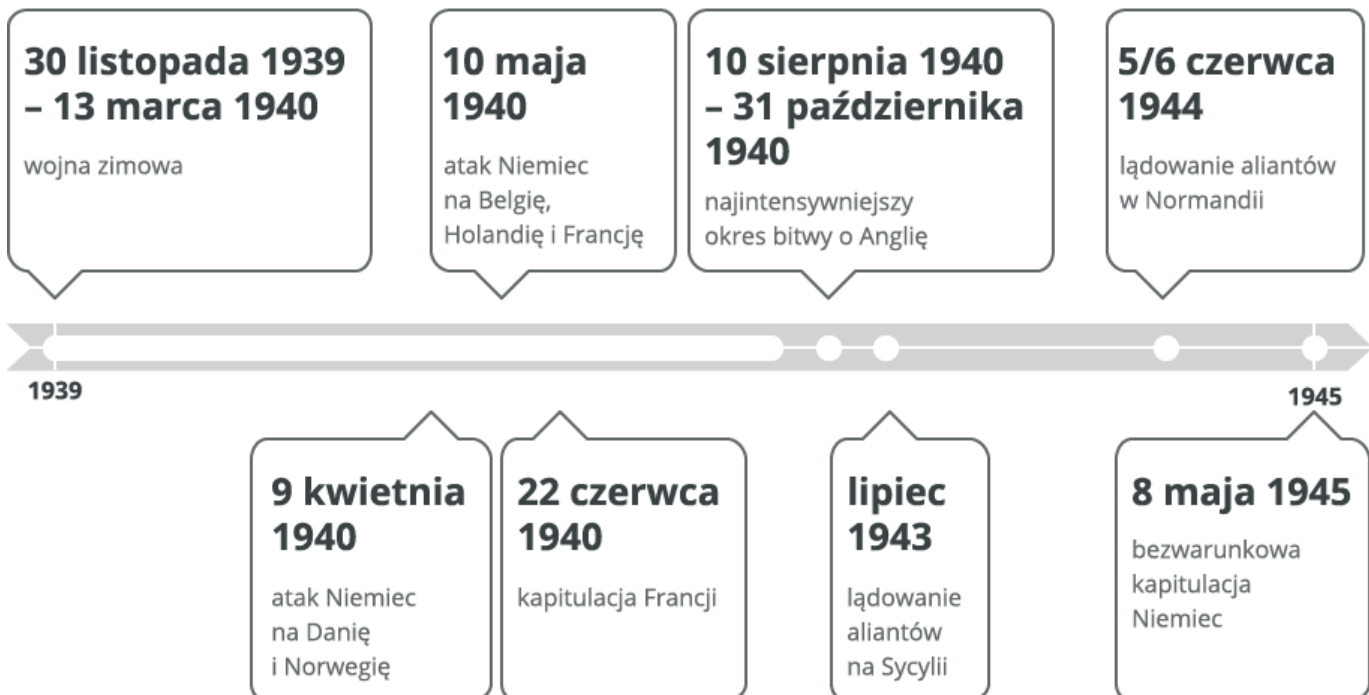 30 listopada 1939
– 13 marca 1940
wojna zimowa
10 maja
1940
atak Niemiec
na Belgię,
Holandię i Francję
10 sierpnia 1940
– 31 października
1940
najintensywniejszy
okres bitwy o Anglię
5/6 czerwca
1944
lądowanie aliantów
w Normandii
1939
1945
9 kwietnia
1940
atak Niemiec
na Danię
i Norwegię
22 czerwca
1940
kapitulacja Francji
lipiec
1943
lądowanie
aliantów
na Sycylii
8 maja 1945
bezwarunkowa
kapitulacja
Niemiec